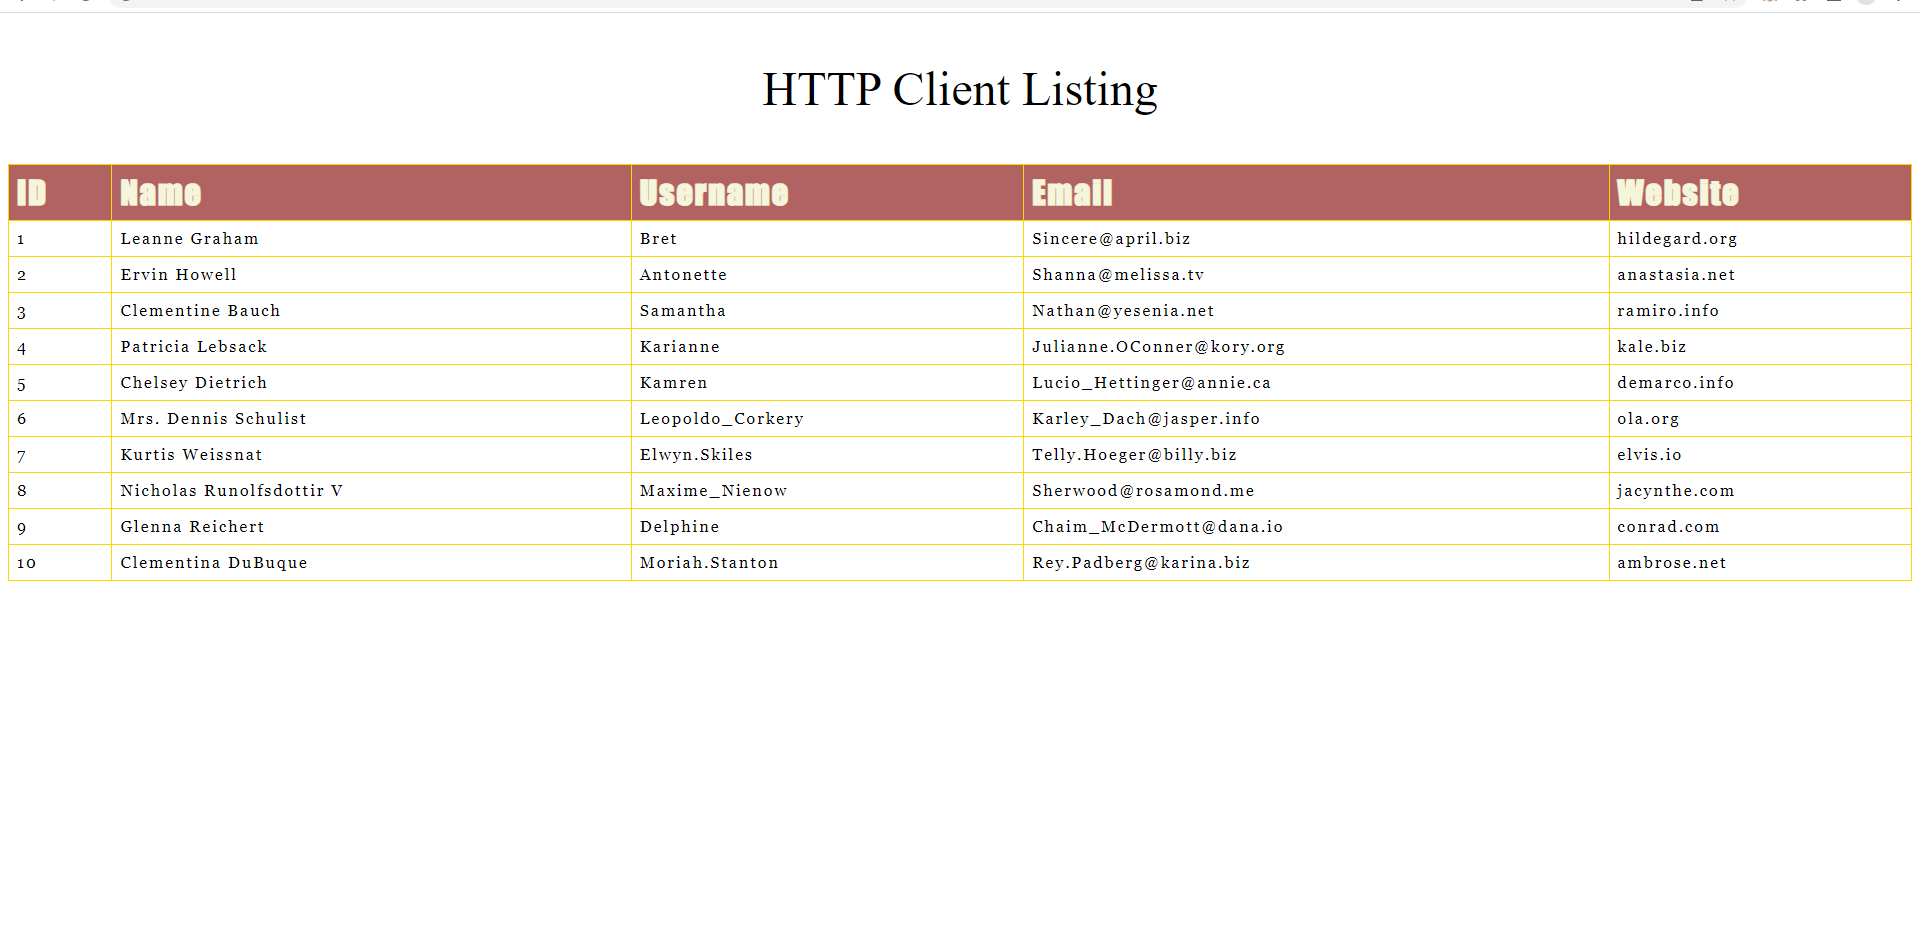 HTTP Client Listing
ID Name Username Email Website
1 Leanne Graham Bret Sincere@april.biz hildegard.org
2 Ervin Howell Antonette Shanna@melissa.tv anastasia.net
3 Clementine Bauch Samantha Nathan@yesenia.net ramiro.info
4 Patricia Lebsack Karianne Julianne.OConner@kory.org kale.biz
5 Chelsey Dietrich Kamren Lucio_Hettinger@annie.ca demarco.info
6 Mrs. Dennis Schulist Leopoldo_Corkery Karley_Dach@jasper.info ola.org
7 Kurtis Weissnat Elwyn.Skiles Telly.Hoeger@billy.biz elvis.io
8 Nicholas Runolfsdottir V Maxime_Nienow Sherwood@rosamond.me jacynthe.com
9 Glenna Reichert Delphine Chaim_McDermott@dana.io conrad.com
10 Clementina DuBuque Moriah.Stanton Rey.Padberg@karina.biz ambrose.net